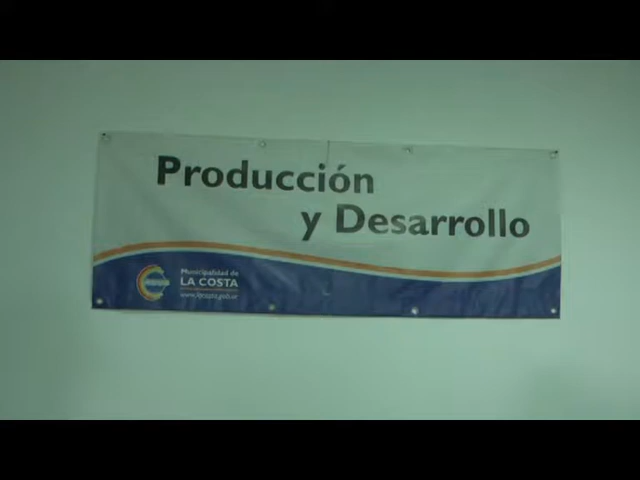 Producción
y Desarrollo
Municipalidad de
LA COSTA